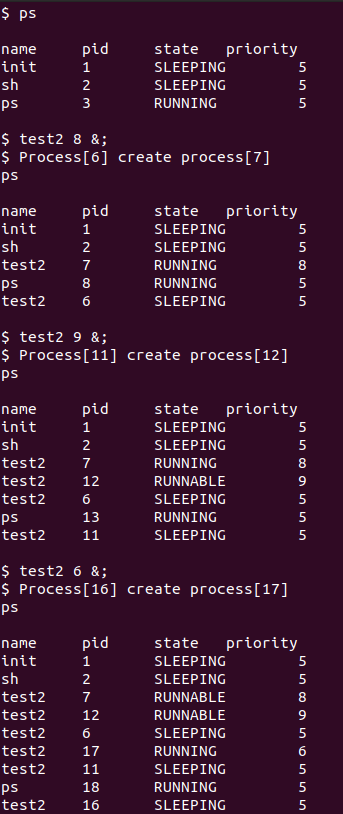 $ ps
name pid state priority
init 1 SLEEPING 5
sh 2 SLEEPING 5
ps 3 RUNNING 5
$ test2 8 &;
$ Process[6] create process[7]
ps
name pid state priority
init 1 SLEEPING 5
sh 2 SLEEPING 5
test2 7 RUNNING 8
ps 8 RUNNING 5
test2 6 SLEEPING 5
$ test2 9 &;
$ Process[11] create process[12]
ps
name pid state priority
init 1 SLEEPING 5
sh 2 SLEEPING 5
test2 7 RUNNING 8
test2 12 RUNNABLE 9
test2 6 SLEEPING 5
ps 13 RUNNING 5
test2 11 SLEEPING 5
$ test2 6 &;
$ Process[16] create process[17]
ps
name pid state priority
init 1 SLEEPING 5
sh 2 SLEEPING 5
test2 7 RUNNABLE 8
test2 12 RUNNABLE 9
test2 6 SLEEPING 5
test2 17 RUNNING 6
test2 11 SLEEPING 5
ps 18 RUNNING 5
test2 16 SLEEPING 5